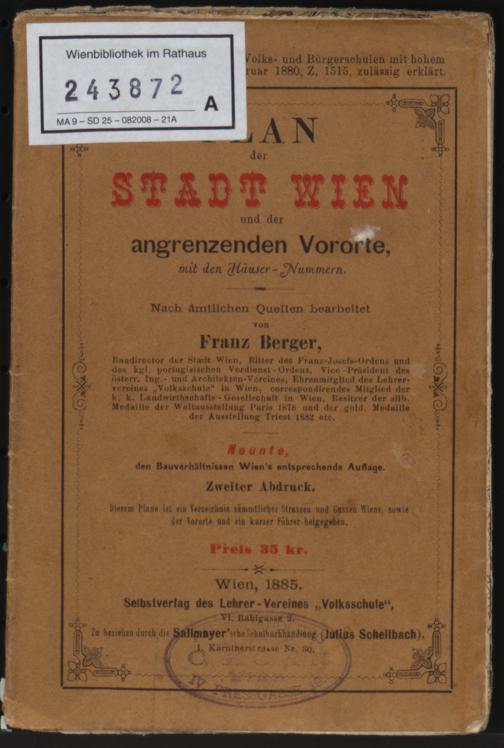 Wienbibliothek im Rathaus
243872
A
MA 9 – SD 25 – 082008 – 21A
Volks- und Bürgerschulen mit hohem
ruar 1880, Z. 1515, zulässig erklärt.
PLAN
der
STADT WIEN
und der
angrenzenden Vororte,
mit den Häuser-Nummern.
Nach ämtlichen Quellen bearbeitet
von
Franz Berger,
Baudirector der Stadt Wien, Ritter des Franz-Josefs-Ordens und
des kgl. portugiesischen Verdienst-Ordens, Vice-Präsident des
österr. Ing.- und Architekten-Vereines, Ehrenmitglied des Lehrer-
vereines „Volksschule" in Wien, correspondirendes Mitglied der
k. k. Landwirthschafts-Gesellschaft in Wien, Besitzer der silb.
Medaille der Weltausstellung Paris 1878 und der gold. Medaille
der Ausstellung Triest 1882 etc.
Neunte,
den Bauverhältnissen Wien's entsprechende Auflage.
Zweiter Abdruck.
Diesem Plane ist ein Verzeichnis sämmtlicher Strassen und Gassen Wiens, sowie
der Vororte und ein kurzer Führer beigegeben.
Preis 35 kr.
Wien, 1885.
Selbstverlag des Lehrer-Vereines „Volksschule",
VI. Rahlgasse 2.
Zu beziehen durch die Sallmayer'sche Schulbuchhandlung (Julius Schellbach).
I. Kärntnerstrasse Nr. 30.
IV.